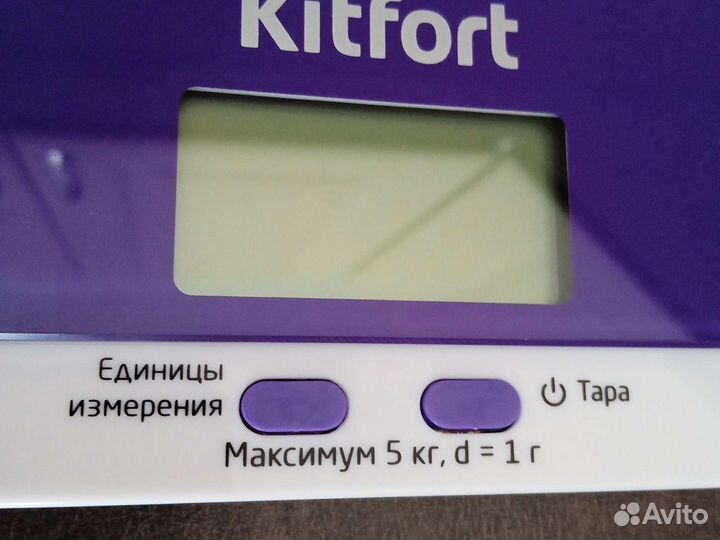 Kitfort
Единицы
измерения
Тара
Максимум 5 кг, d = 1 г
Avito